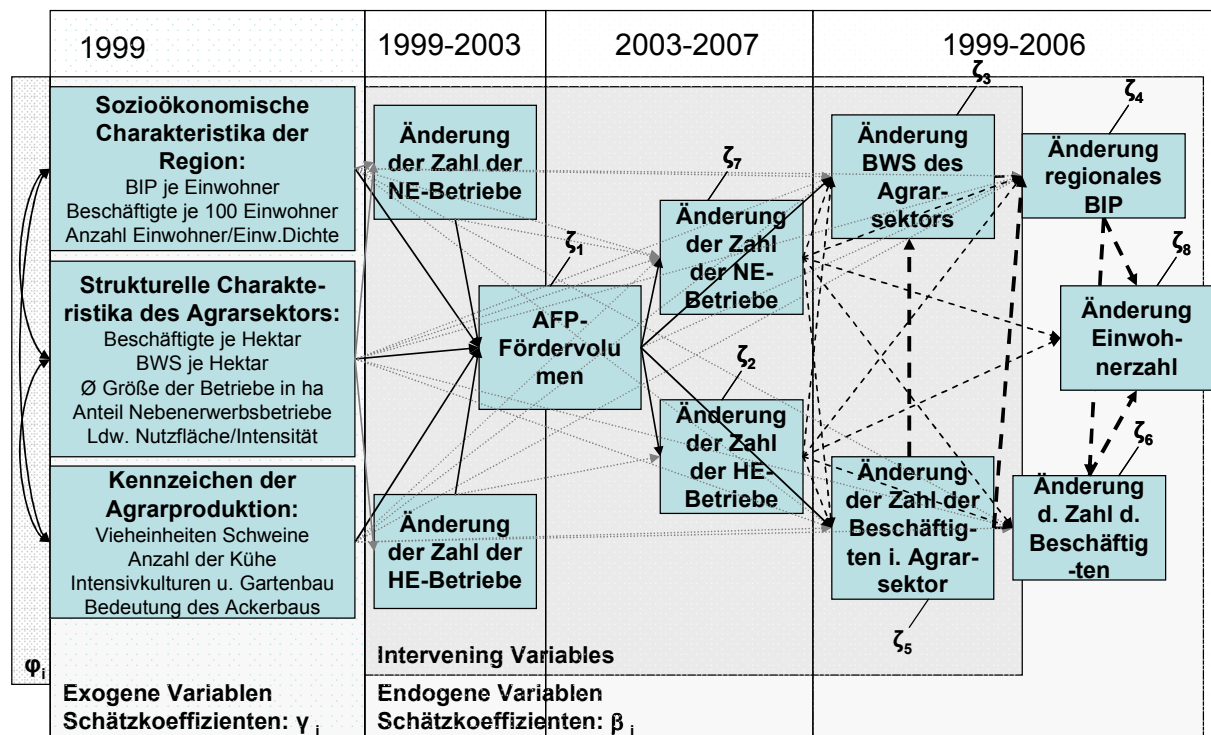 1999
1999-2003
2003-2007
1999-2006
Sozioökonomische
Charakteristika der
Region:
BIP je Einwohner
Beschäftigte je 100 Einwohner
Anzahl Einwohner/Einw.Dichte
Strukturelle Charakte-
ristika des Agrarsektors:
Beschäftigte je Hektar
BWS je Hektar
Ø Größe der Betriebe in ha
Anteil Nebenerwerbsbetriebe
Ldw. Nutzfläche/Intensität
Kennzeichen der
Agrarproduktion:
Vieheinheiten Schweine
Anzahl der Kühe
Intensivkulturen u. Gartenbau
Bedeutung des Ackerbaus
φi
Exogene Variablen
Schätzkoeffizienten: γ i
Änderung
der Zahl der
NE-Betriebe
Änderung
der Zahl der
HE-Betriebe
ζ1
AFP-
Fördervolu
men
ζ7
Änderung
der Zahl
der NE-
Betriebe
ζ2
Änderung
der Zahl
der HE-
Betriebe
ζ3
Änderung
BWS des
Agrar-
sektors
Änderung
der Zahl der
Beschäftig-
ten i. Agrar-
sektor
ζ5
ζ4
Änderung
regionales
BIP
ζ8
Änderung
Einwoh-
nerzahl
ζ6
Änderung
d. Zahl d.
Beschäftig
-ten
Intervening Variables
Endogene Variablen
Schätzkoeffizienten: β i